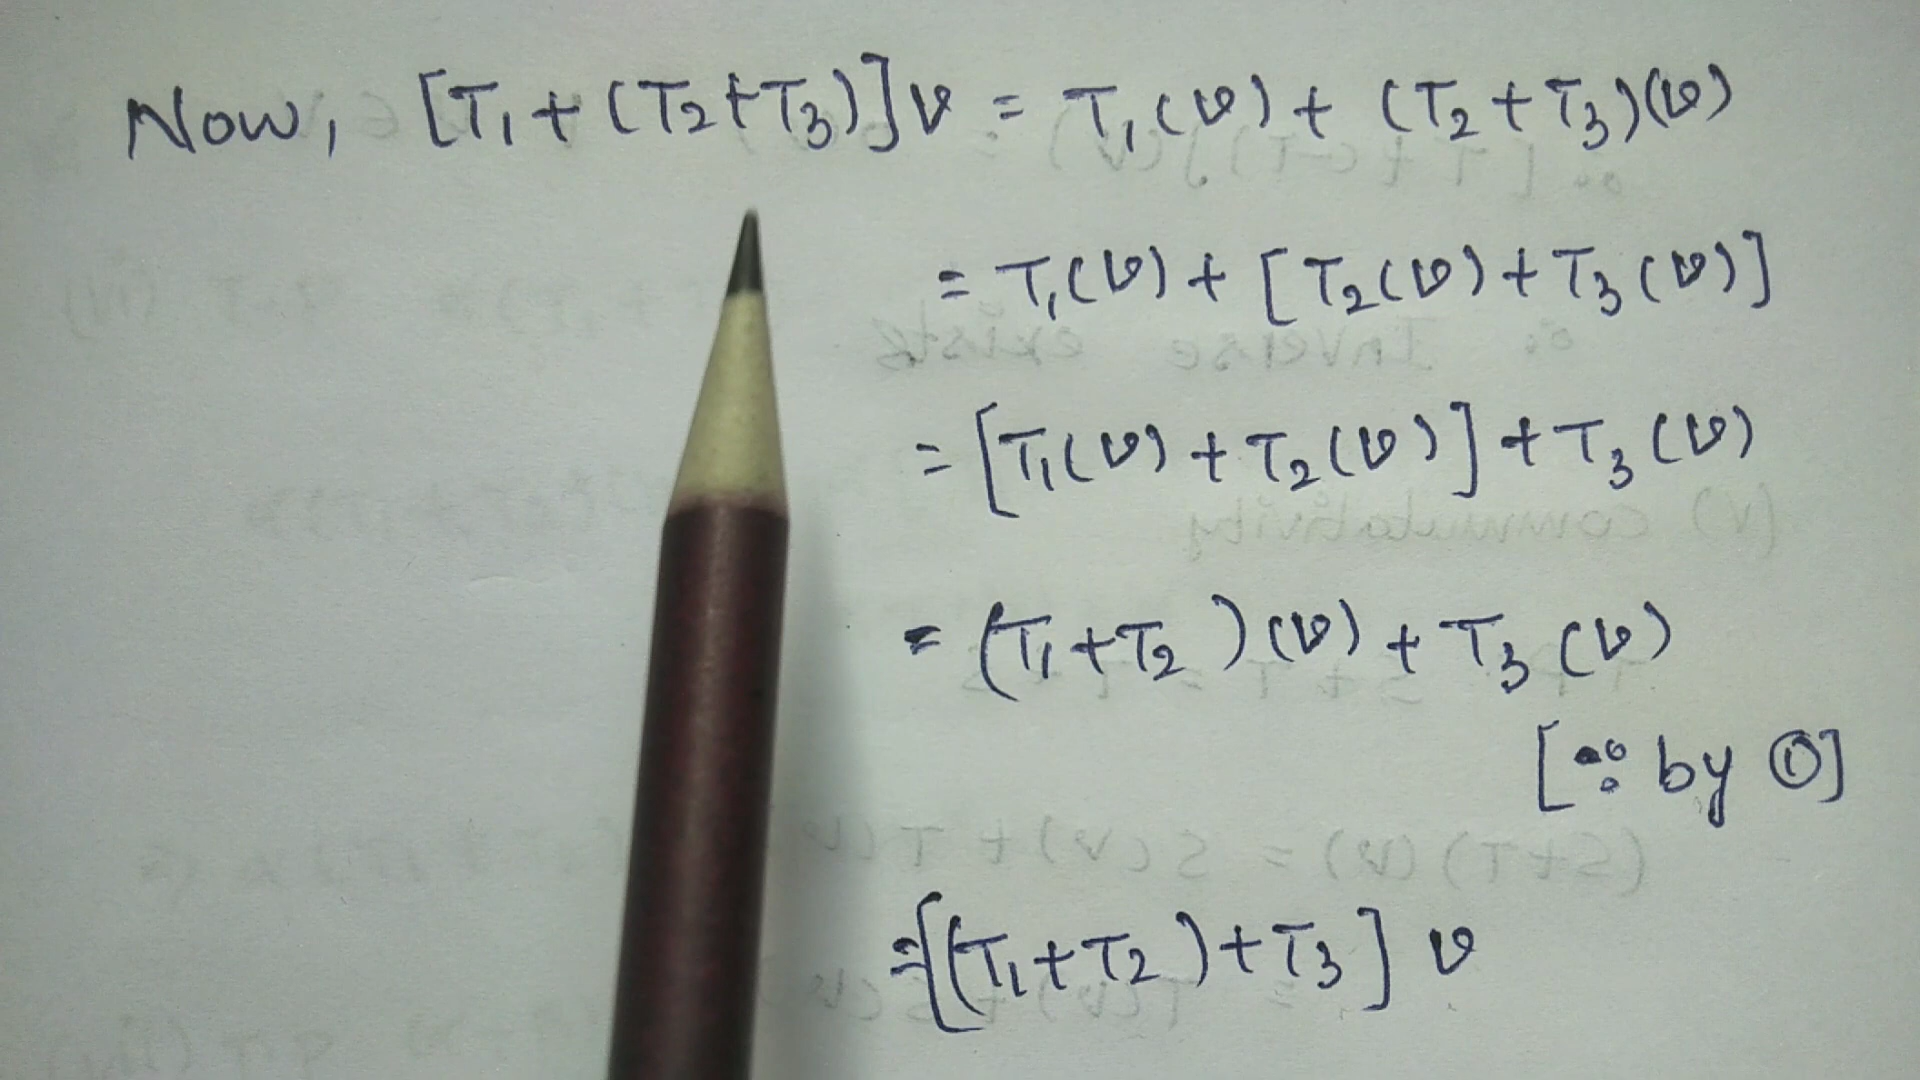 Now, [T₁ + (T₂+T₃)]v = T₁(v) + (T₂+T₃)(v)
= T₁(v) + [T₂(v) + T₃(v)]
= [T₁(v) + T₂(v)] + T₃(v)
= (T₁+T₂)(v) + T₃(v)
[∵ by ①]
= [(T₁+T₂)+T₃] v